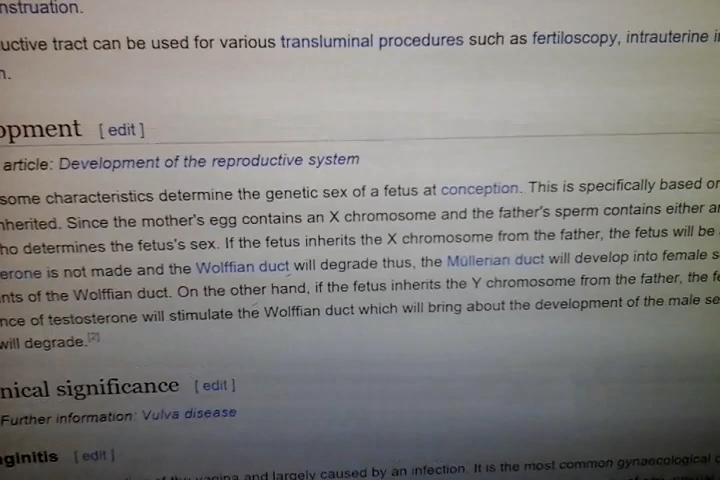 nstruation.
uctive tract can be used for various transluminal procedures such as fertiloscopy, intrauterine i
n.
opment [ edit ]
article: Development of the reproductive system
some characteristics determine the genetic sex of a fetus at conception. This is specifically based on
nherited. Since the mother's egg contains an X chromosome and the father's sperm contains either a
ho determines the fetus's sex. If the fetus inherits the X chromosome from the father, the fetus will be
erone is not made and the Wolffian duct will degrade thus, the Müllerian duct will develop into female s
nts of the Wolffian duct. On the other hand, if the fetus inherits the Y chromosome from the father, the fe
nce of testosterone will stimulate the Wolffian duct which will bring about the development of the male se
will degrade.[2]
nical significance [ edit ]
Further information: Vulva disease
aginitis [ edit ]
of the vagina and largely caused by an infection. It is the most common gynaecological c